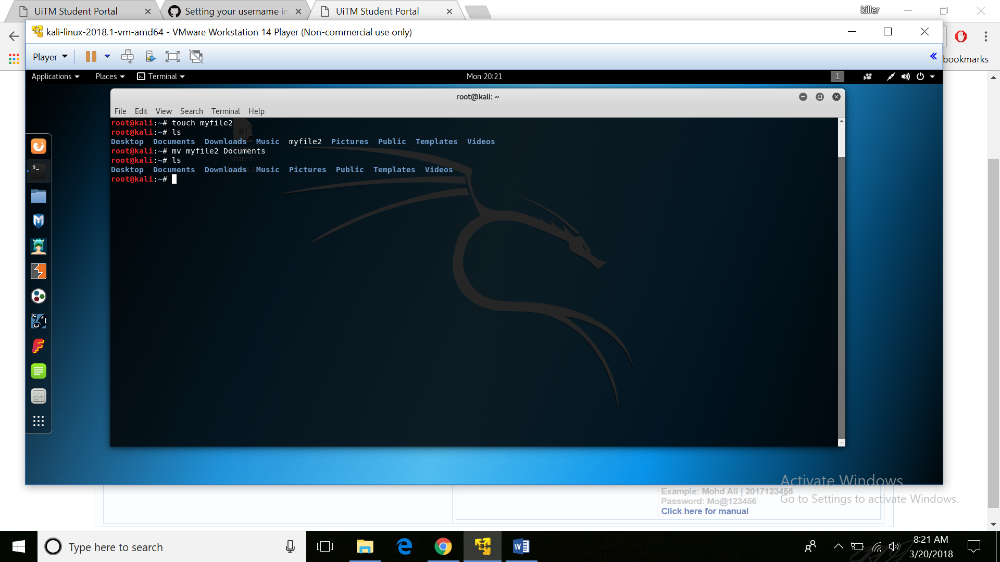 UiTM Student Portal
Setting your username in
UiTM Student Portal
killer
kali-linux-2018.1-vm-amd64 - VMware Workstation 14 Player (Non-commercial use only)
Player
bookmarks
Applications Places Terminal Mon 20:21 1
root@kali: ~
File Edit View Search Terminal Help
root@kali:~# touch myfile2
root@kali:~# ls
Desktop Documents Downloads Music myfile2 Pictures Public Templates Videos
root@kali:~# mv myfile2 Documents
root@kali:~# ls
Desktop Documents Downloads Music Pictures Public Templates Videos
root@kali:~#
#!
mount-
shared-
Activate Windows
Go to Settings to activate Windows.
Example: Mohd Ali | 2017123456
Password: Mo@123456
Click here for manual
Type here to search
8:21 AM
3/20/2018